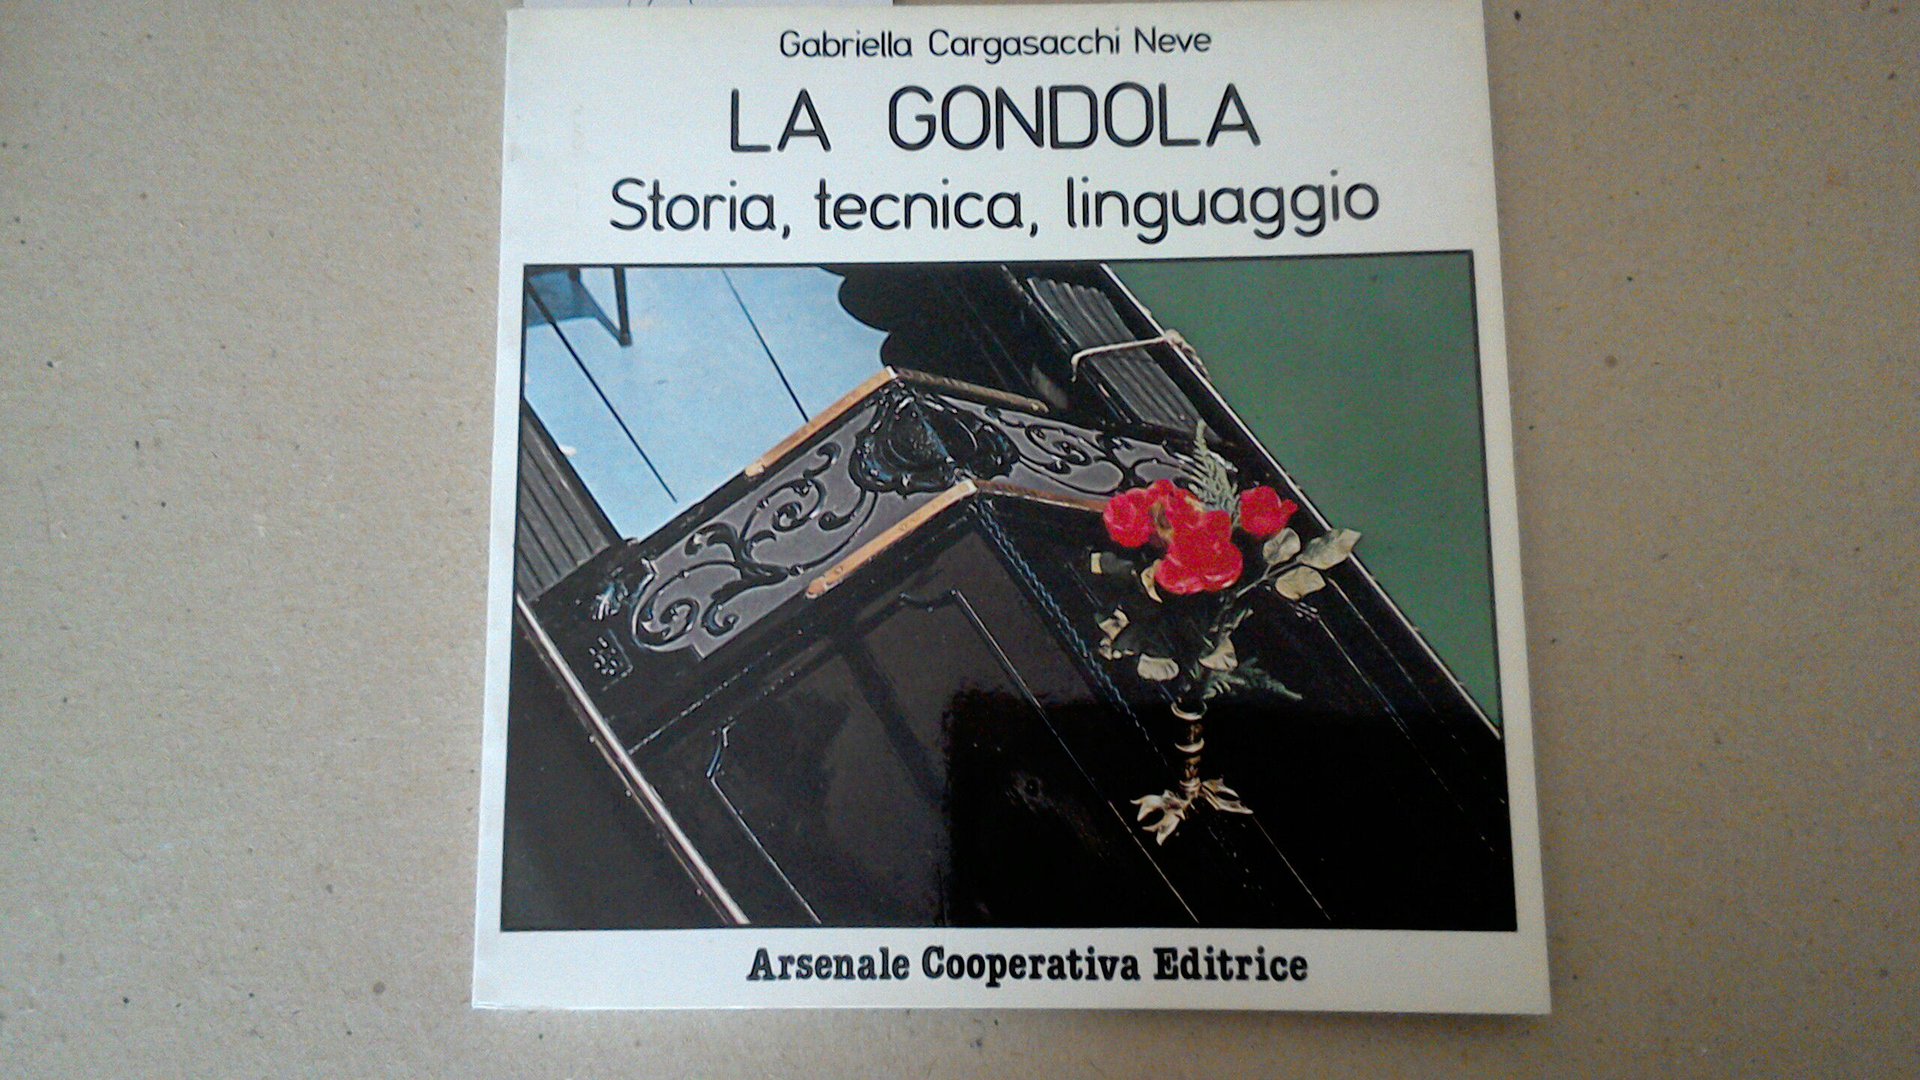 Gabriella Cargasacchi Neve
LA GONDOLA
Storia, tecnica, linguaggio
Arsenale Cooperativa Editrice